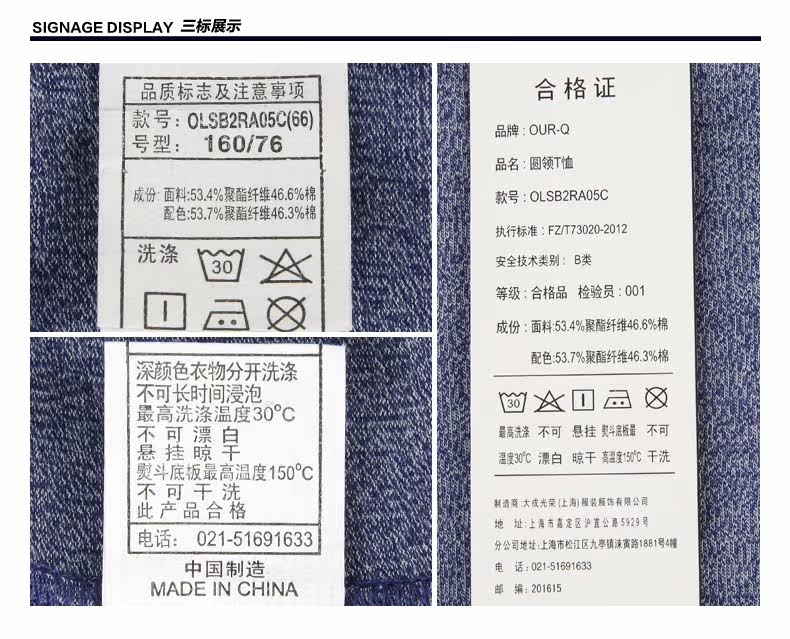 SIGNAGE DISPLAY 三标展示
品质标志及注意事项
款号: OLSB2RA05C(66)
号型: 160/76
成份: 面料:53.4%聚酯纤维46.6%棉
配色:53.7%聚酯纤维46.3%棉
洗涤
30
深颜色衣物分开洗涤
不可长时间浸泡
最高洗涤温度30°C
不可漂白
悬挂晾干
熨斗底板最高温度150°C
不可干洗
此产品合格
电话: 021-51691633
中国制造
MADE IN CHINA
合格证
品牌: OUR-Q
品名: 圆领T恤
款号: OLSB2RA05C
执行标准: FZ/T73020-2012
安全技术类别: B类
等级: 合格品 检验员: 001
成份: 面料:53.4%聚酯纤维46.6%棉
配色:53.7%聚酯纤维46.3%棉
30
最高洗涤 不可 悬挂 熨斗底板最 不可
温度30°C 漂白 晾干 高温度150°C 干洗
制造商:大成光荣(上海)服装服饰有限公司
地 址:上海市嘉定区沪宜公路5929号
分公司地址:上海市松江区九亭镇涞寅路1881号4幢
电 话:021-51691633
邮 编:201615